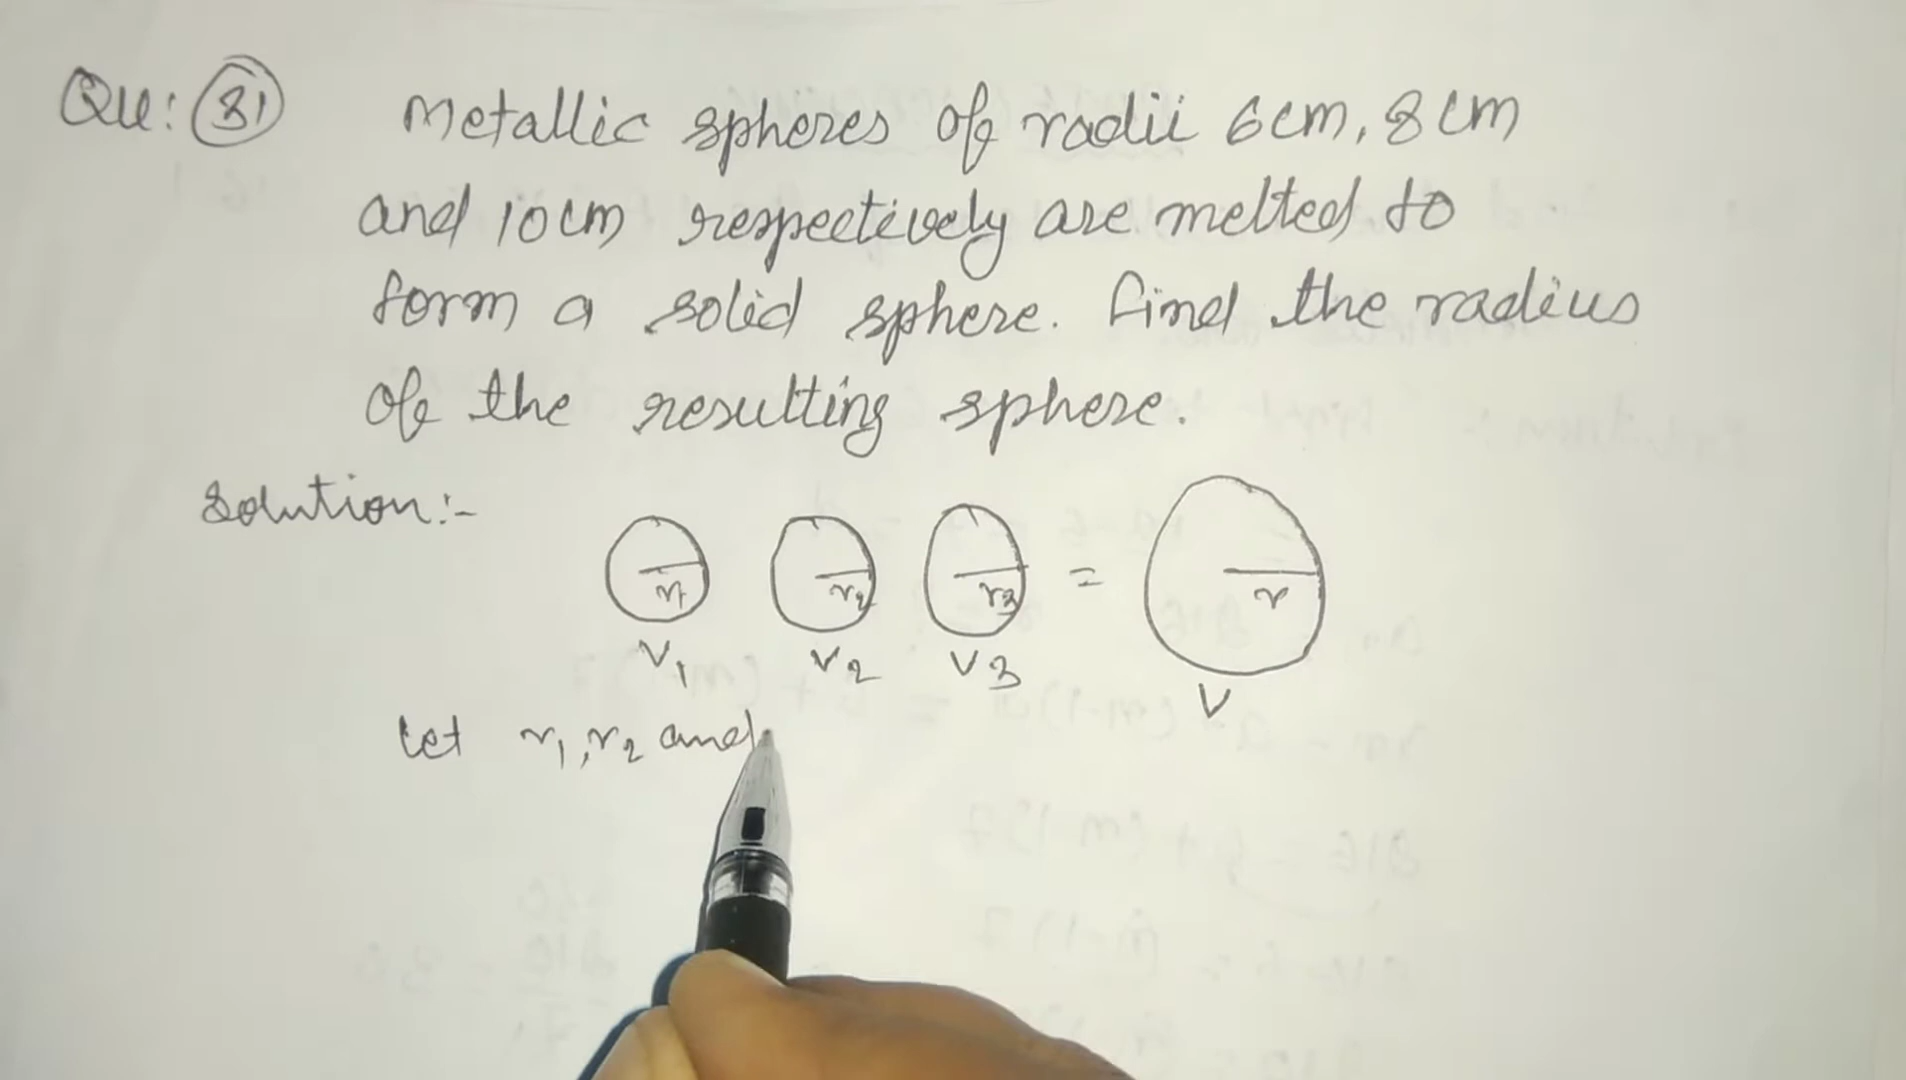 Qu: 31 Metallic spheres of radii 6cm, 8cm
and 10cm respectively are melted to
form a solid sphere. find the radius
of the resulting sphere.
Solution:-
r1 r2 r3 = r
V1 V2 V3 V
let r1, r2 and